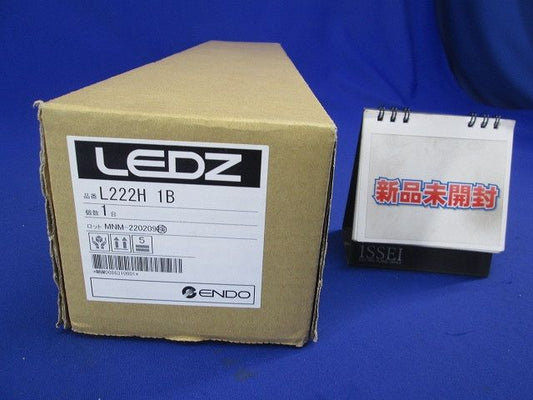 LEDZ
品番 L222H 1B
個数 1 台
ロット MNM-220209
5
ENDO
新品未開封
ISSEI